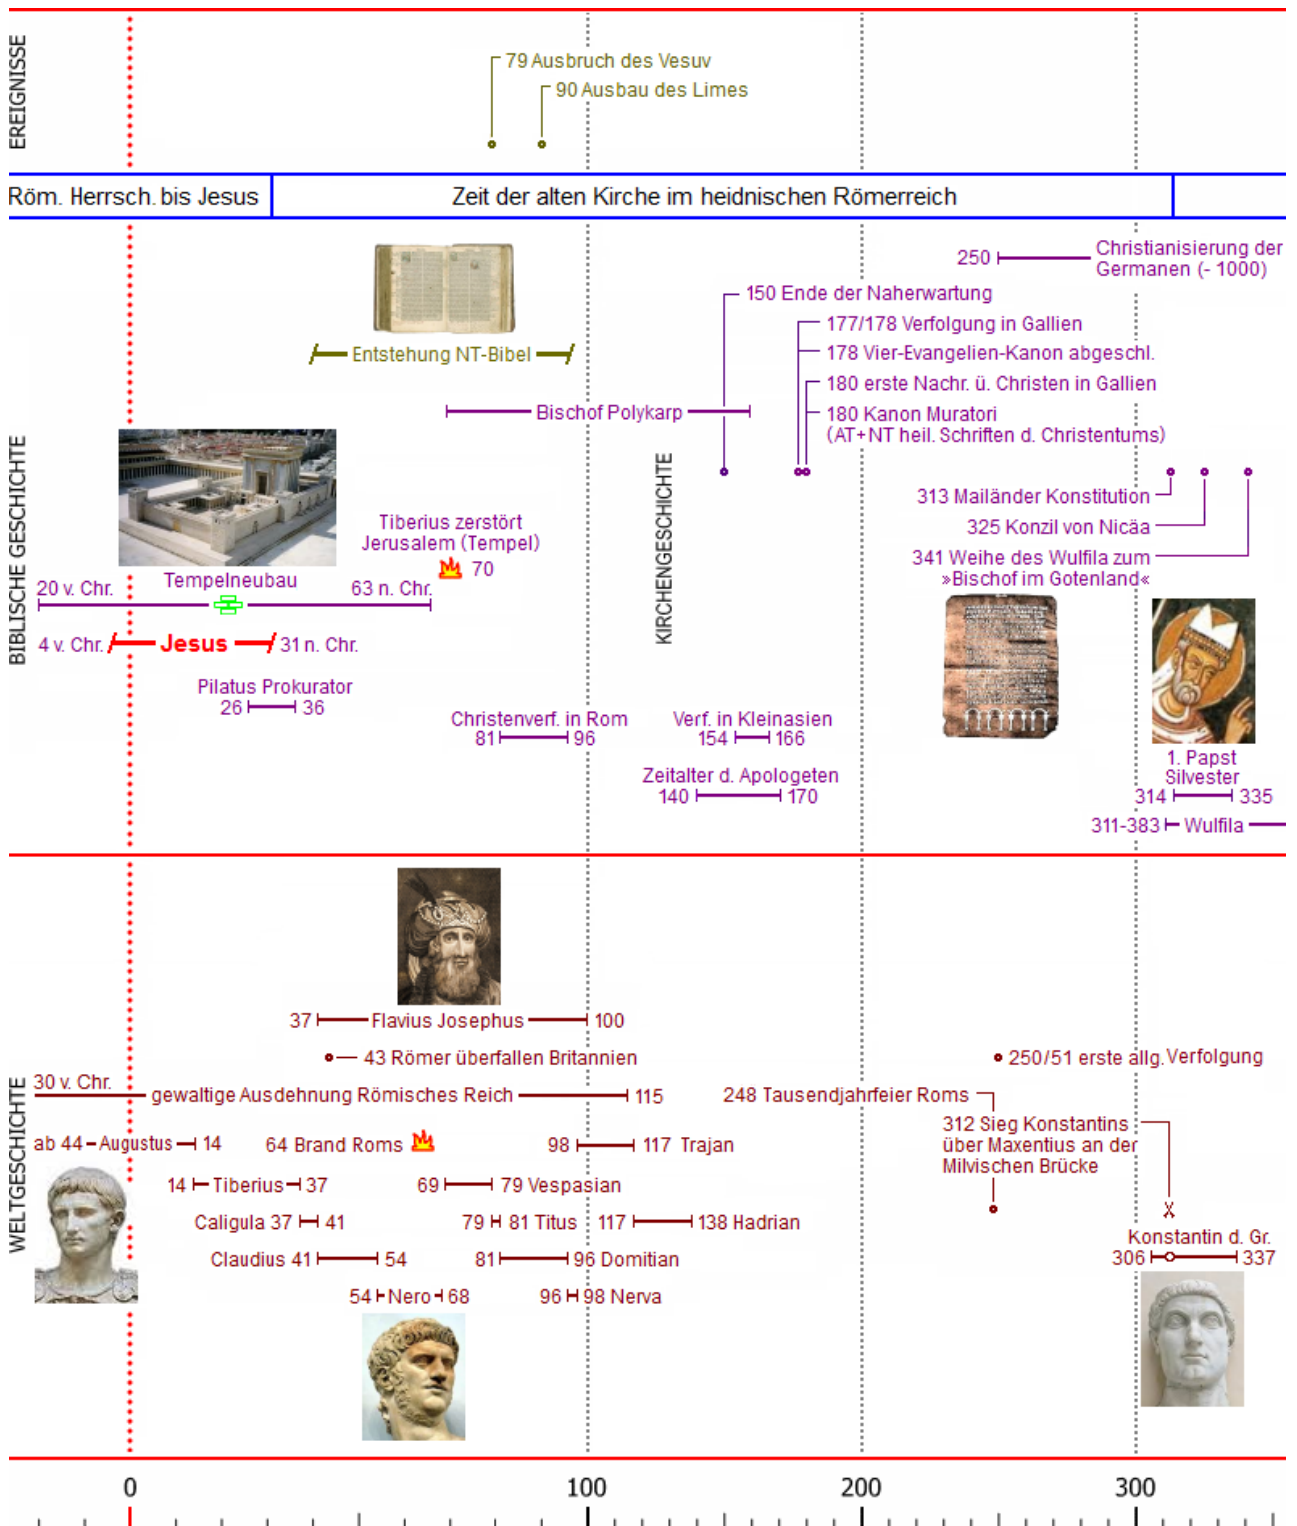 EREIGNISSE
79 Ausbruch des Vesuv
90 Ausbau des Limes
Röm. Herrsch. bis Jesus
Zeit der alten Kirche im heidnischen Römerreich
BIBLISCHE GESCHICHTE
KIRCHENGESCHICHTE
250
Christianisierung der
Germanen (- 1000)
150 Ende der Naherwartung
177/178 Verfolgung in Gallien
Entstehung NT-Bibel
178 Vier-Evangelien-Kanon abgeschl.
180 erste Nachr. ü. Christen in Gallien
Bischof Polykarp
180 Kanon Muratori
(AT+NT heil. Schriften d. Christentums)
313 Mailänder Konstitution
325 Konzil von Nicäa
341 Weihe des Wulfila zum
»Bischof im Gotenland«
Tiberius zerstört
Jerusalem (Tempel)
70
Tempelneubau
20 v. Chr.
63 n. Chr.
4 v. Chr.
Jesus
31 n. Chr.
Pilatus Prokurator
26
36
Christenverf. in Rom
81
96
Verf. in Kleinasien
154
166
Zeitalter d. Apologeten
140
170
1. Papst
Silvester
314
335
311-383
Wulfila
WELTGESCHICHTE
37
Flavius Josephus
100
43 Römer überfallen Britannien
250/51 erste allg. Verfolgung
30 v. Chr.
gewaltige Ausdehnung Römisches Reich
115
248 Tausendjahrfeier Roms
312 Sieg Konstantins
über Maxentius an der
Milvischen Brücke
ab 44
Augustus
14
64 Brand Roms
98
117 Trajan
14
Tiberius
37
69
79 Vespasian
Caligula 37
41
79
81 Titus
117
138 Hadrian
Claudius 41
54
81
96 Domitian
Konstantin d. Gr.
306
337
54
Nero
68
96
98 Nerva
0
100
200
300